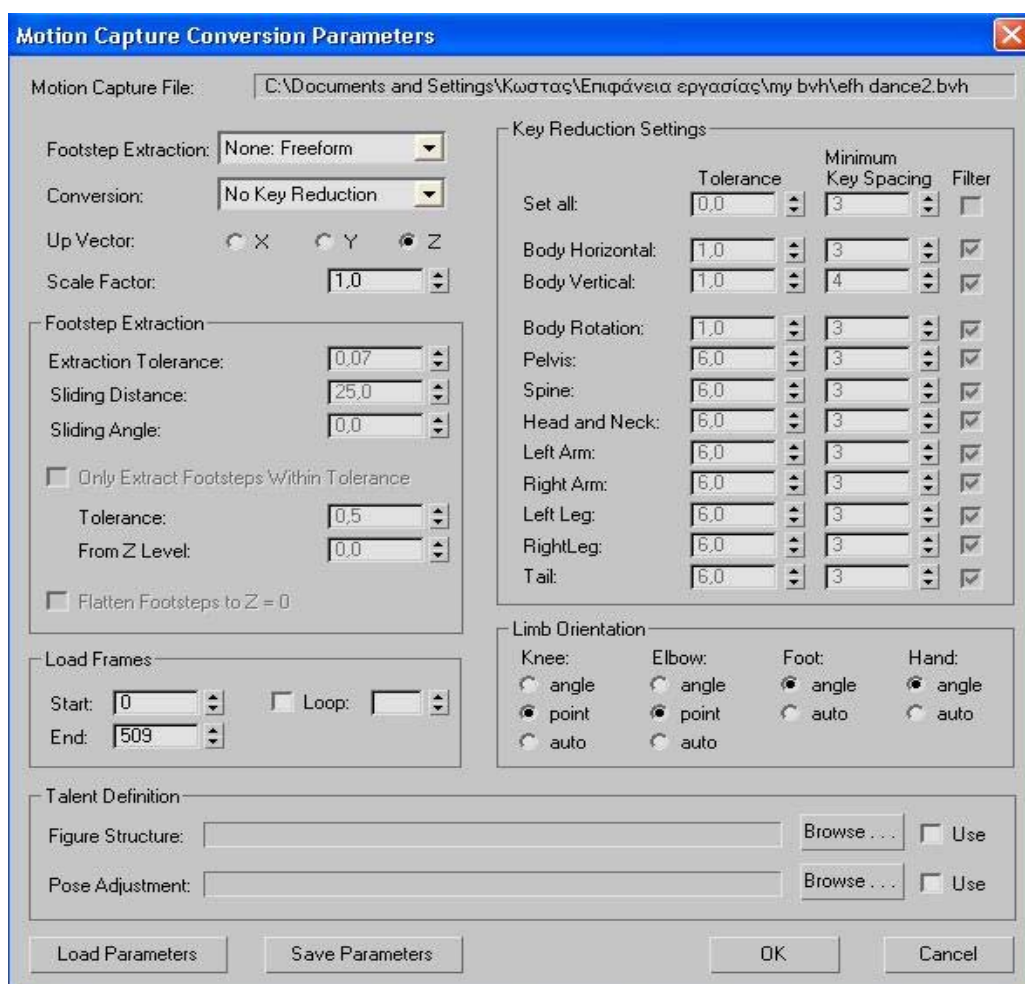 Motion Capture Conversion Parameters
Motion Capture File: C:\Documents and Settings\Κωστας\Επιφάνεια εργασίας\my bvh\efh dance2.bvh
Footstep Extraction: None: Freeform
Conversion: No Key Reduction
Up Vector: X Y Z
Scale Factor: 1,0
Footstep Extraction
Extraction Tolerance: 0,07
Sliding Distance: 25,0
Sliding Angle: 0,0
Only Extract Footsteps Within Tolerance
Tolerance: 0,5
From Z Level: 0,0
Flatten Footsteps to Z = 0
Load Frames
Start: 0 Loop:
End: 509
Key Reduction Settings
Tolerance Minimum Key Spacing Filter
Set all: 0,0 3
Body Horizontal: 1,0 3
Body Vertical: 1,0 4
Body Rotation: 1,0 3
Pelvis: 6,0 3
Spine: 6,0 3
Head and Neck: 6,0 3
Left Arm: 6,0 3
Right Arm: 6,0 3
Left Leg: 6,0 3
RightLeg: 6,0 3
Tail: 6,0 3
Limb Orientation
Knee: Elbow: Foot: Hand:
angle angle angle angle
point point auto auto
auto auto
Talent Definition
Figure Structure: Browse . . . Use
Pose Adjustment: Browse . . . Use
Load Parameters Save Parameters OK Cancel